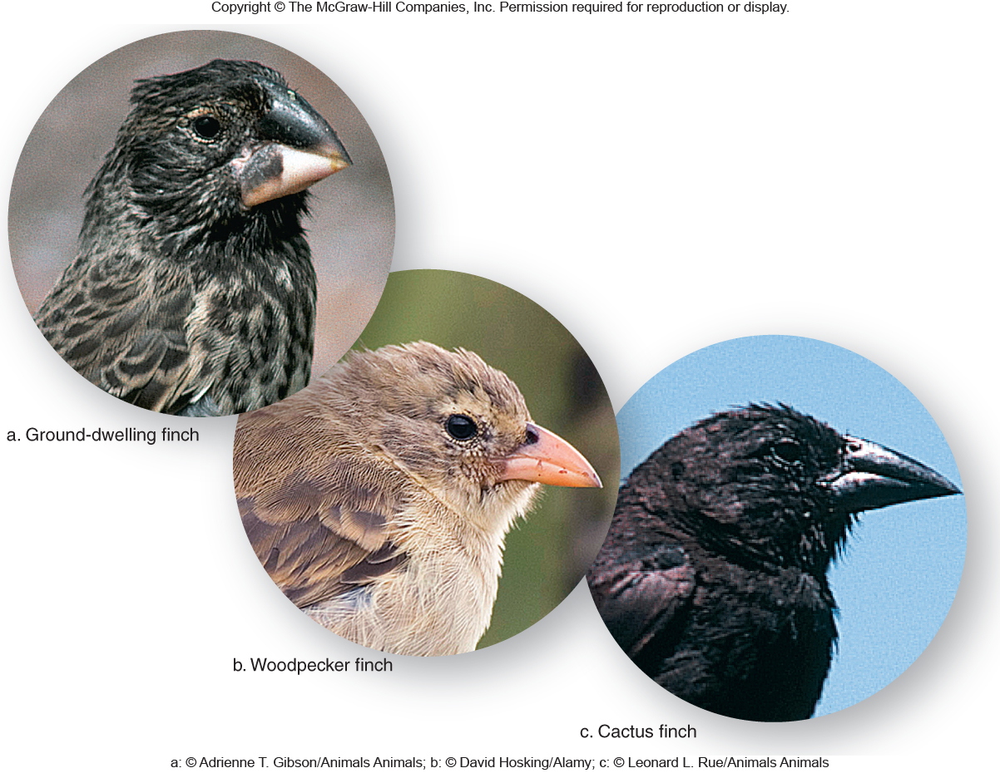 Copyright © The McGraw-Hill Companies, Inc. Permission required for reproduction or display.
a. Ground-dwelling finch
b. Woodpecker finch
c. Cactus finch
a: © Adrienne T. Gibson/Animals Animals; b: © David Hosking/Alamy; c: © Leonard L. Rue/Animals Animals